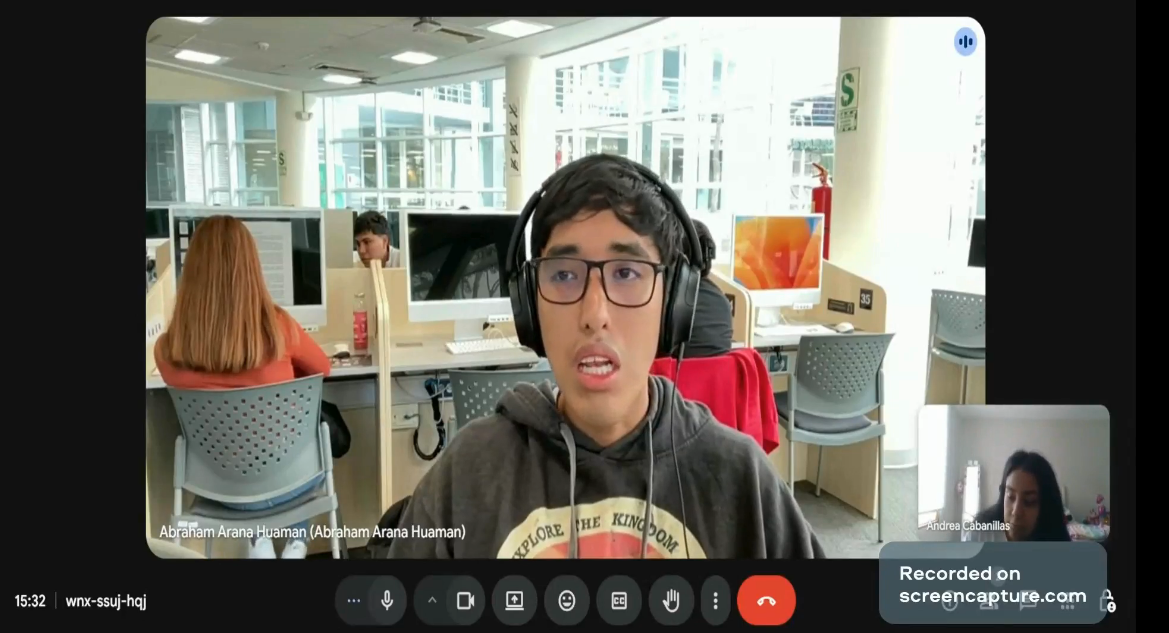 S
S
35
EXPLORE THE KINGDOM
Abraham Arana Huaman (Abraham Arana Huaman)
Andrea Cabanillas
Recorded on
screencapture.com
15:32 | wnx-ssuj-hqj
CC